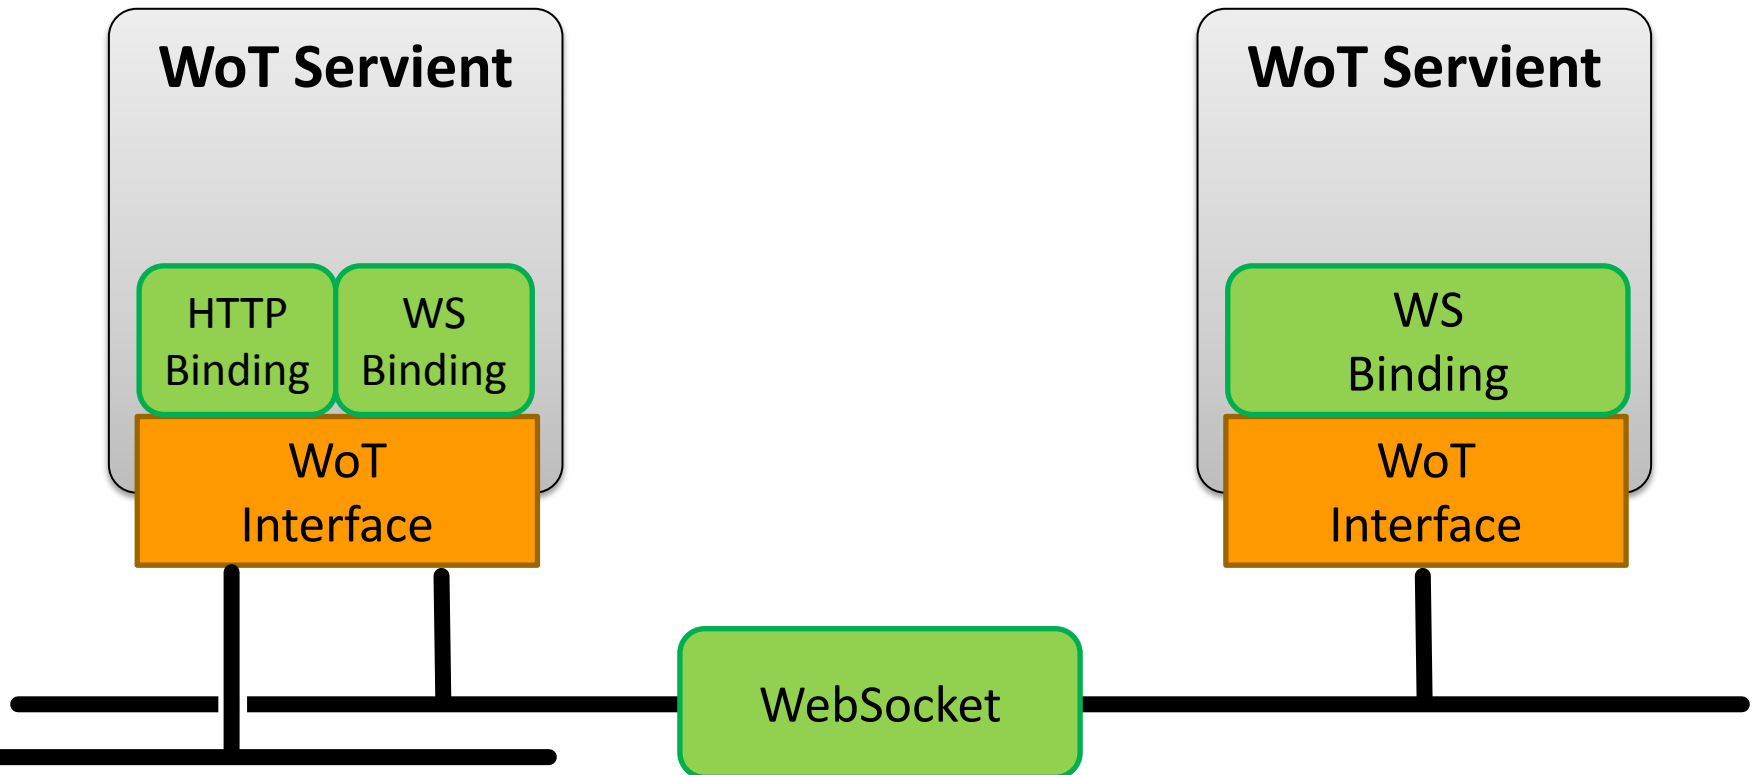 WoT Servient
HTTP
Binding
WS
Binding
WoT
Interface
WoT Servient
WS
Binding
WoT
Interface
WebSocket